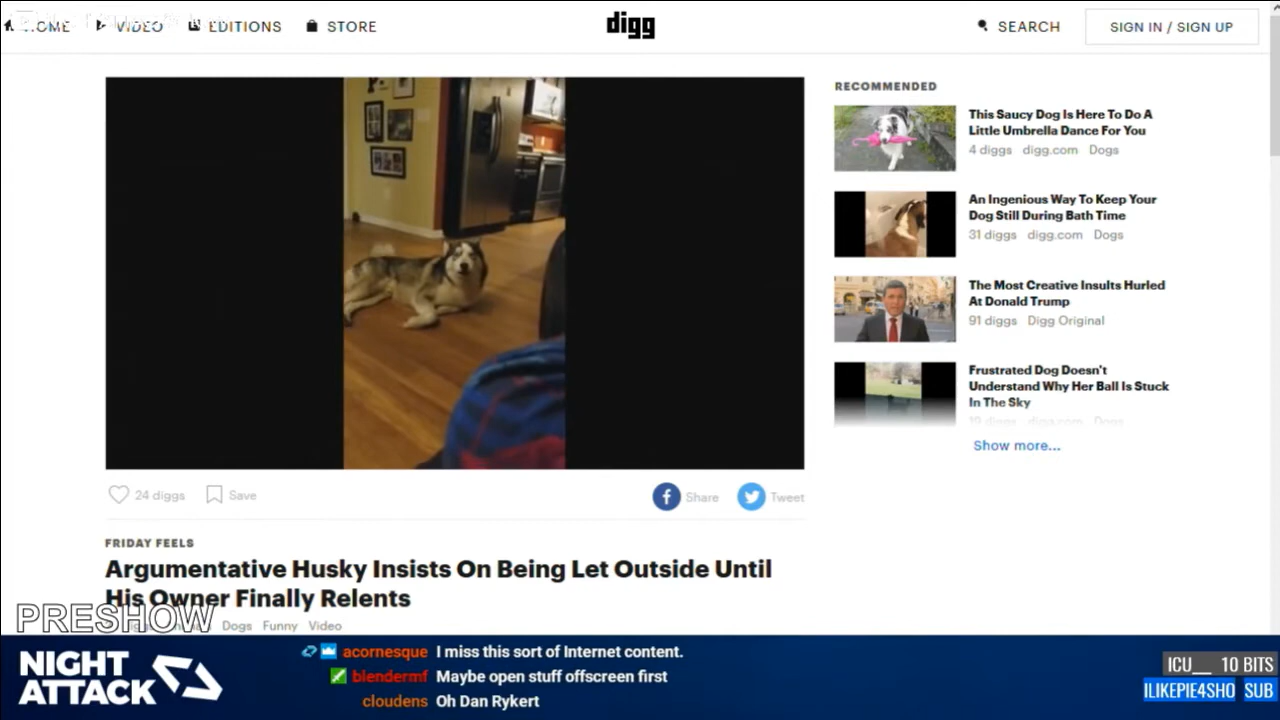 HOME
VIDEO
EDITIONS
STORE
digg
SEARCH
SIGN IN / SIGN UP
RECOMMENDED
This Saucy Dog Is Here To Do A
Little Umbrella Dance For You
4 diggs digg.com Dogs
An Ingenious Way To Keep Your
Dog Still During Bath Time
31 diggs digg.com Dogs
The Most Creative Insults Hurled
At Donald Trump
91 diggs Digg Original
Frustrated Dog Doesn't
Understand Why Her Ball Is Stuck
In The Sky
19 diggs digg.com Dogs
Show more...
24 diggs
Save
Share
Tweet
FRIDAY FEELS
Argumentative Husky Insists On Being Let Outside Until
His Owner Finally Relents
Dogs Funny Video
PRESHOW
NIGHT
ATTACK
acornesque I miss this sort of Internet content.
blendermf Maybe open stuff offscreen first
cloudens Oh Dan Rykert
ICU__ 10 BITS
ILIKEPIE4SHO SUB